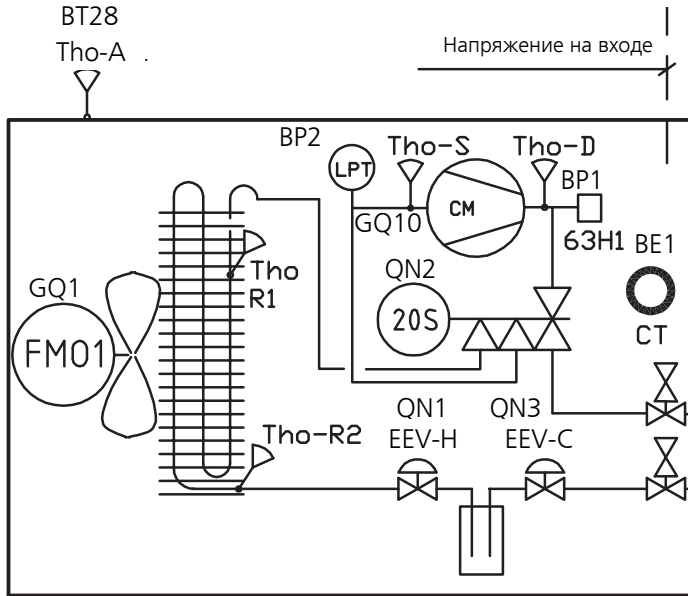 BT28
Tho-A .
Напряжение на входе
BP2
LPT
Tho-S
Tho-D
BP1
GQ10
CM
63H1
BE1
Tho
R1
QN2
GQ1
20S
FM01
CT
QN1
QN3
Tho-R2
EEV-H
EEV-C